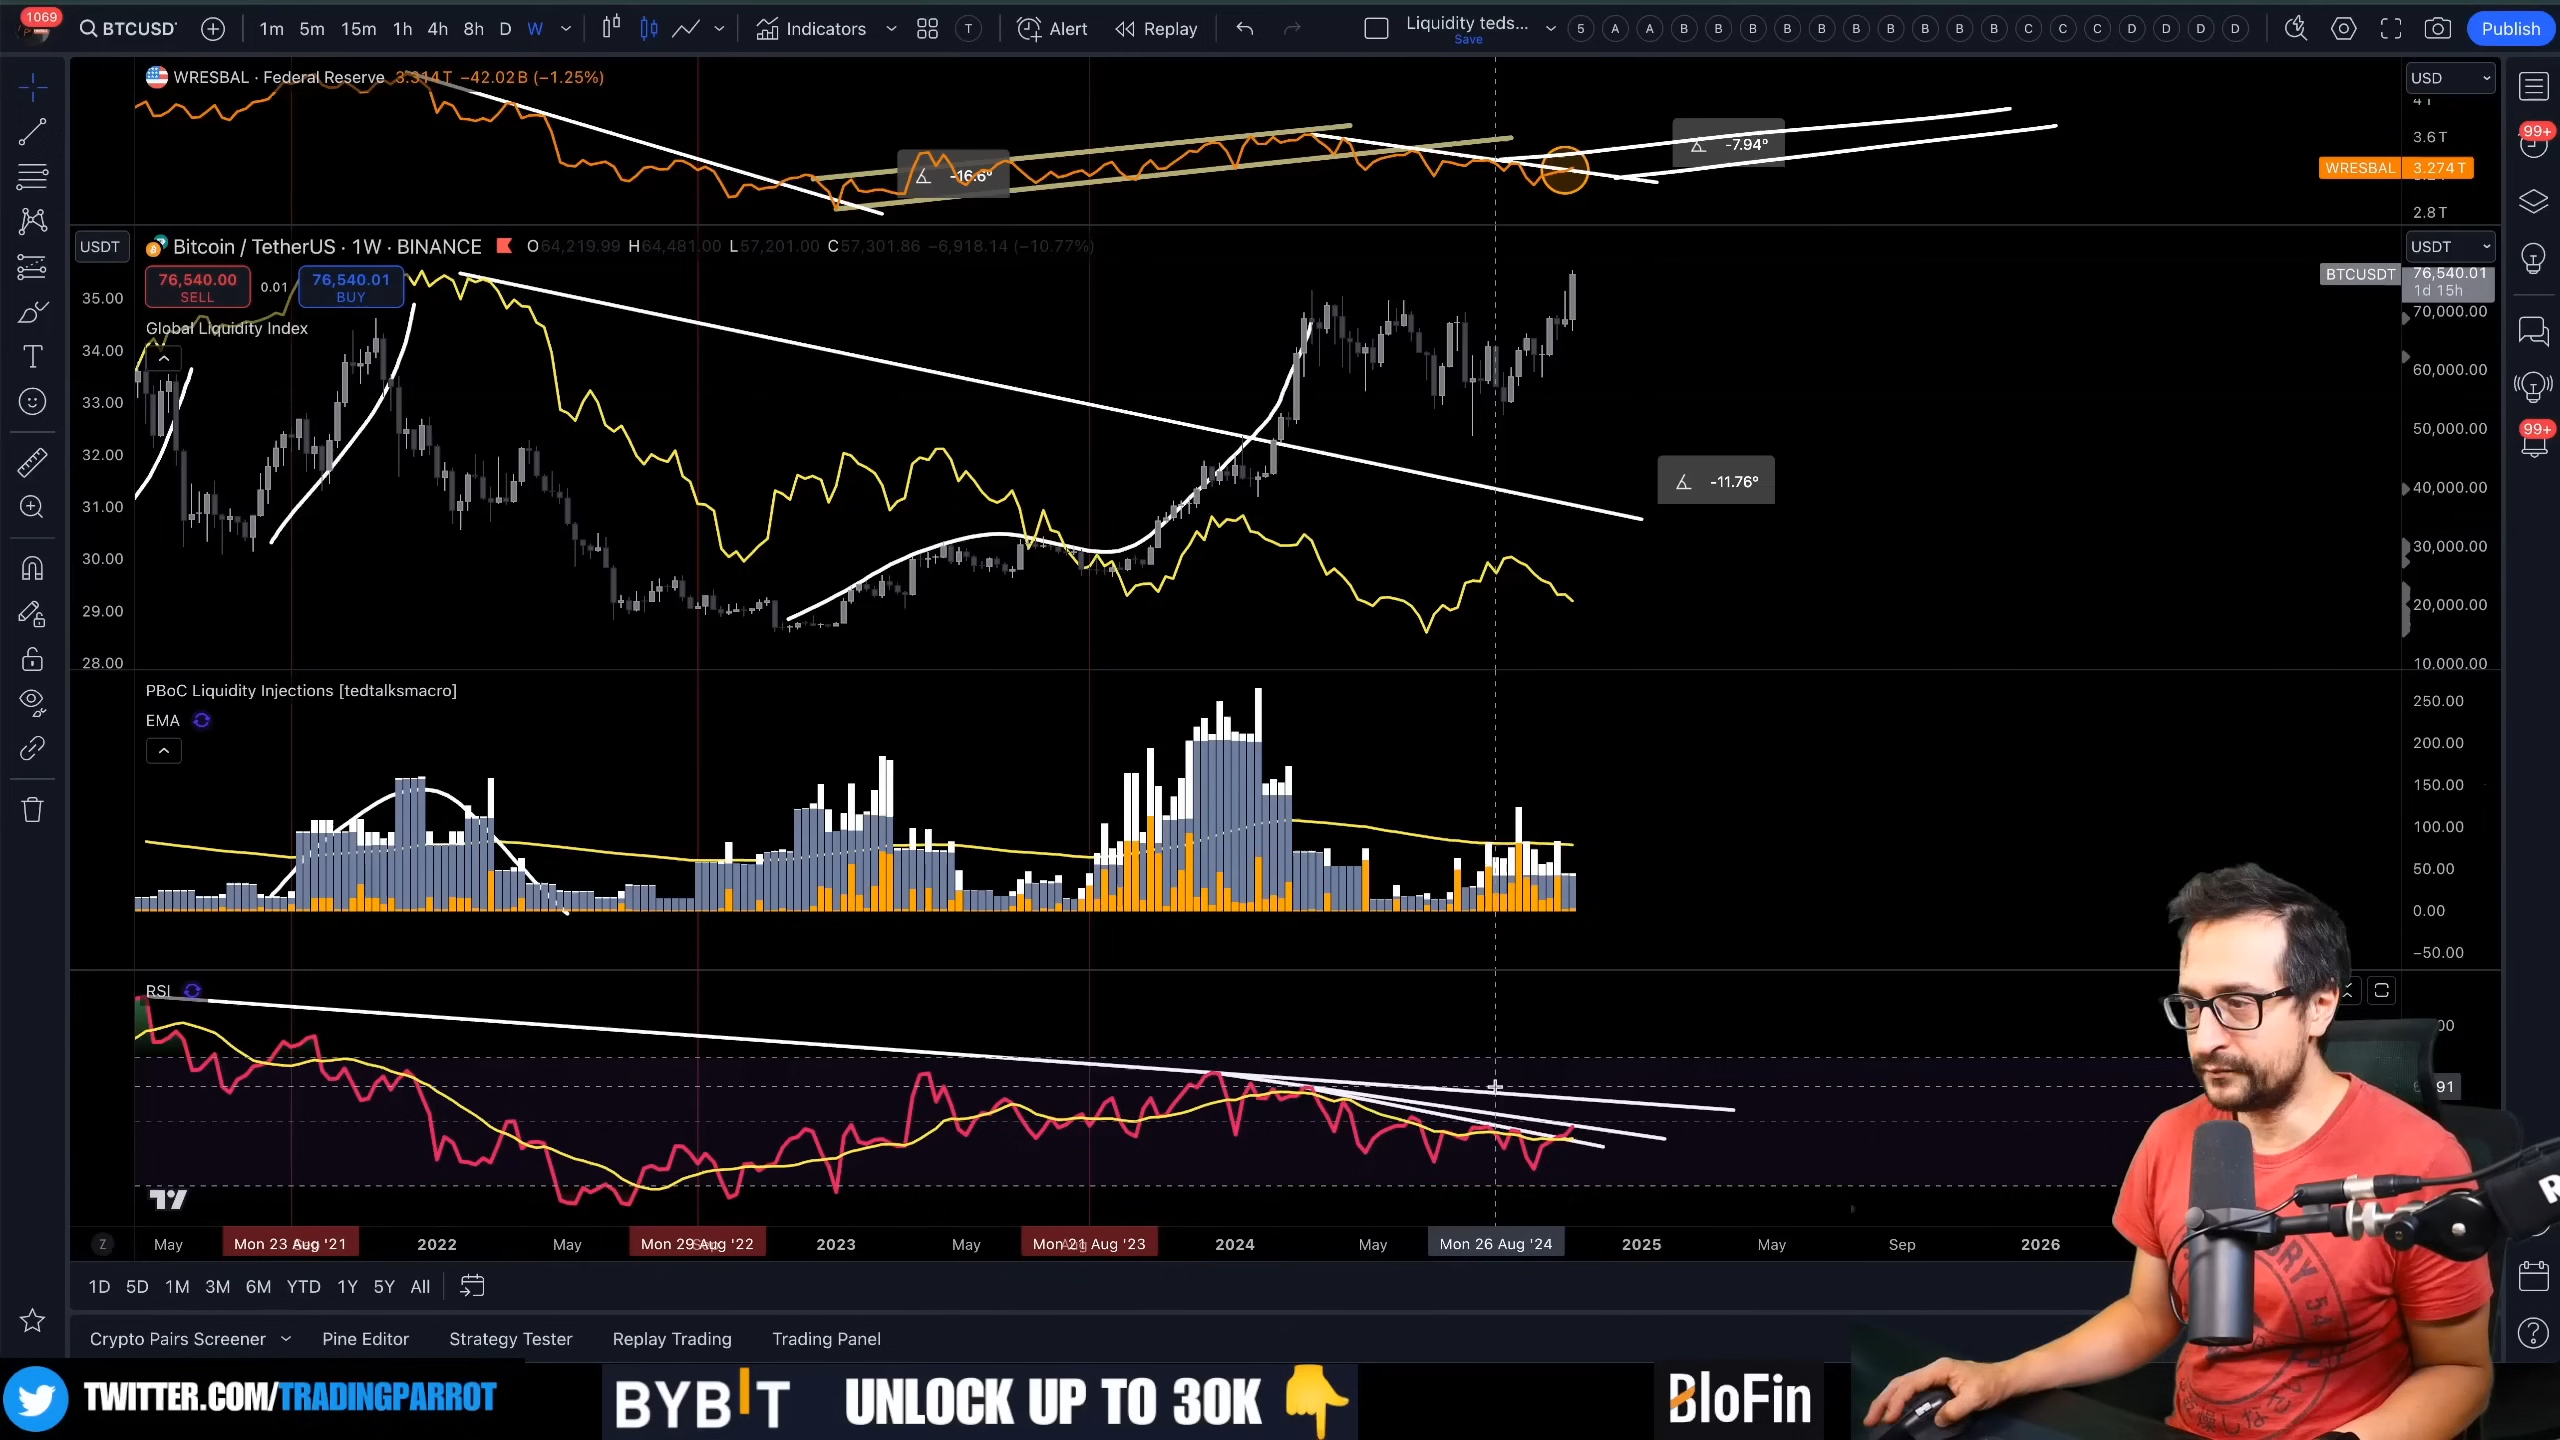 1069
BTCUSD
1m 5m 15m 1h 4h 8h D W
Indicators
T
Alert
Replay
Liquidity teds...
Save
5 A A B B B B B B B B B B C C C D D D D
Publish
WRESBAL · Federal Reserve 3.314T −42.02B (−1.25%)
USD
4T
3.6T
WRESBAL 3.274T
2.8T
-16.6°
-7.94°
USDT
Bitcoin / TetherUS · 1W · BINANCE O64,219.99 H64,481.00 L57,201.00 C57,301.86 −6,918.14 (−10.77%)
USDT
76,540.00
SELL
0.01
76,540.01
BUY
Global Liquidity Index
BTCUSDT 76,540.01
1d 15h
35.00
34.00
33.00
32.00
31.00
30.00
29.00
28.00
70,000.00
60,000.00
50,000.00
40,000.00
30,000.00
20,000.00
10,000.00
-11.76°
PBoC Liquidity Injections [tedtalksmacro]
EMA
250.00
200.00
150.00
100.00
50.00
0.00
−50.00
RSI
91
99+
99+
Z
May Mon 23 Aug '21 2022 May Mon 29 Aug '22 2023 May Mon 21 Aug '23 2024 May Mon 26 Aug '24 2025 May Sep 2026
1D 5D 1M 3M 6M YTD 1Y 5Y All
Crypto Pairs Screener Pine Editor Strategy Tester Replay Trading Trading Panel
TWITTER.COM/TRADINGPARROT
BYBIT UNLOCK UP TO 30K
BloFin